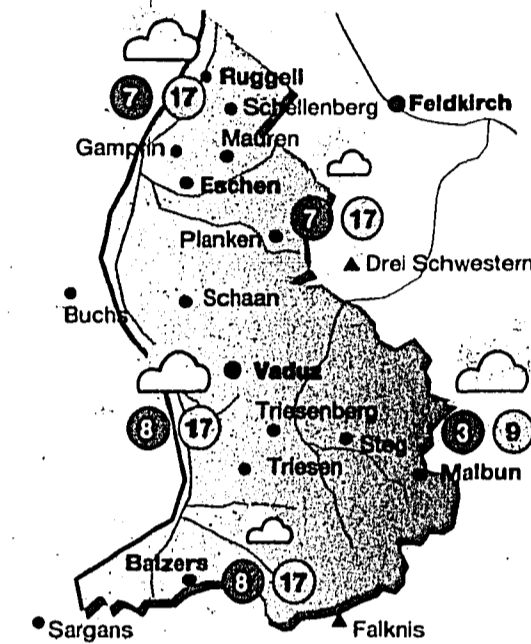 Ruggell
7 17
Schellenberg
Feldkirch
Mauren
Gamprin
Eschen
7 17
Planken
Drei Schwestern
Schaan
Buchs
Vaduz
Triesenberg
8 17
Steg
3 9
Triesen
Malbun
Balzers
8 17
Sargans
Falknis